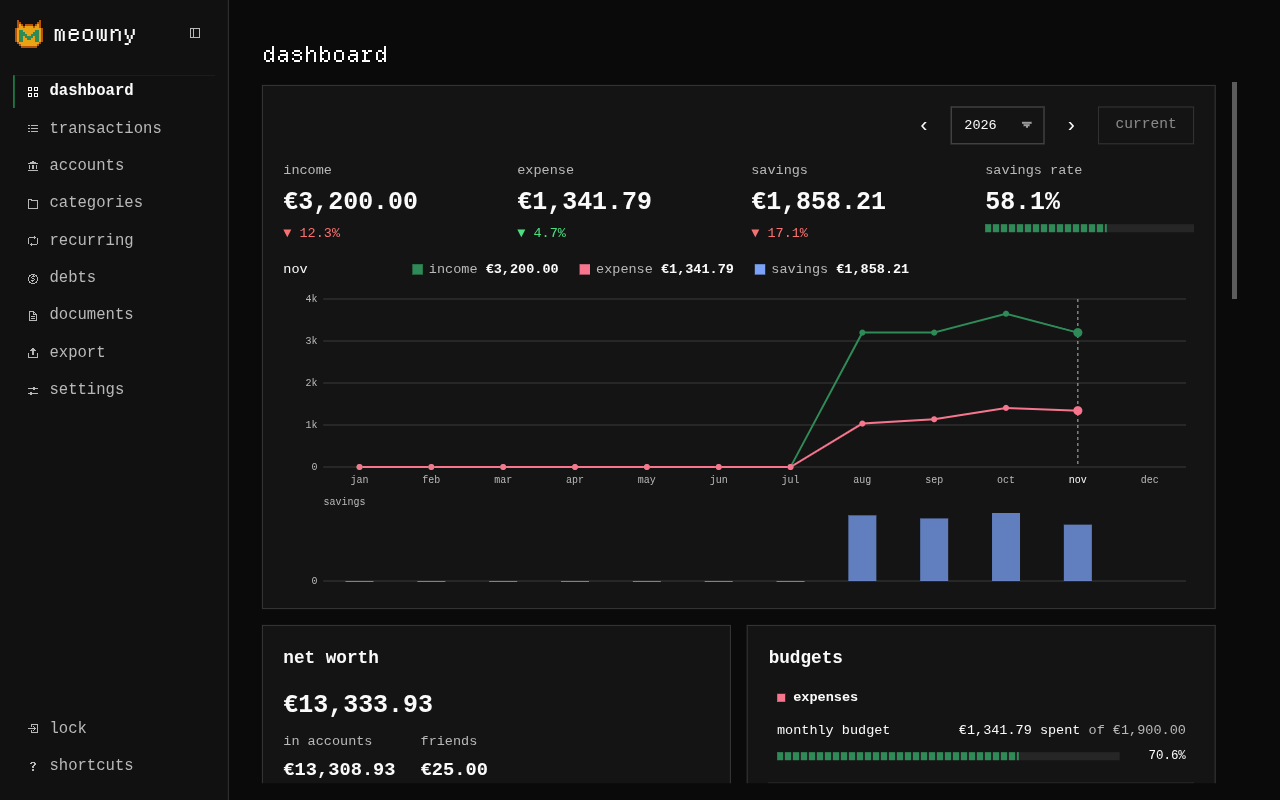 meowny
dashboard
transactions
accounts
categories
recurring
debts
documents
export
settings
lock
? shortcuts
dashboard
‹ 2026 › current
income expense savings savings rate
€3,200.00 €1,341.79 €1,858.21 58.1%
▼ 12.3% ▼ 4.7% ▼ 17.1%
nov income €3,200.00 expense €1,341.79 savings €1,858.21
4k
3k
2k
1k
0
jan feb mar apr may jun jul aug sep oct nov dec
savings
0
net worth
€13,333.93
in accounts friends
€13,308.93 €25.00
budgets
expenses
monthly budget €1,341.79 spent of €1,900.00
70.6%